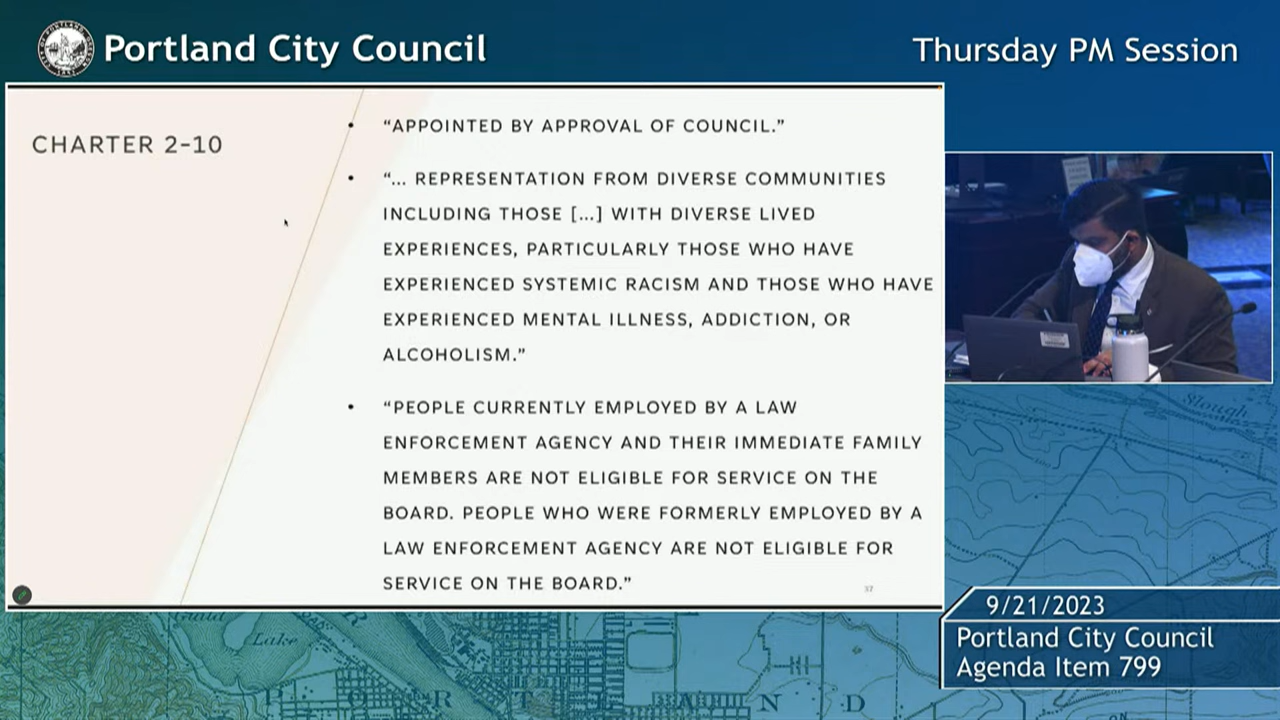 Portland City Council
Thursday PM Session
CHARTER 2-10
• “APPOINTED BY APPROVAL OF COUNCIL.”
• “... REPRESENTATION FROM DIVERSE COMMUNITIES
INCLUDING THOSE [...] WITH DIVERSE LIVED
EXPERIENCES, PARTICULARLY THOSE WHO HAVE
EXPERIENCED SYSTEMIC RACISM AND THOSE WHO HAVE
EXPERIENCED MENTAL ILLNESS, ADDICTION, OR
ALCOHOLISM.”
• “PEOPLE CURRENTLY EMPLOYED BY A LAW
ENFORCEMENT AGENCY AND THEIR IMMEDIATE FAMILY
MEMBERS ARE NOT ELIGIBLE FOR SERVICE ON THE
BOARD. PEOPLE WHO WERE FORMERLY EMPLOYED BY A
LAW ENFORCEMENT AGENCY ARE NOT ELIGIBLE FOR
SERVICE ON THE BOARD.”
37
Slough
9/21/2023
Portland City Council
Agenda Item 799
Guild
Lake
R T L A N D